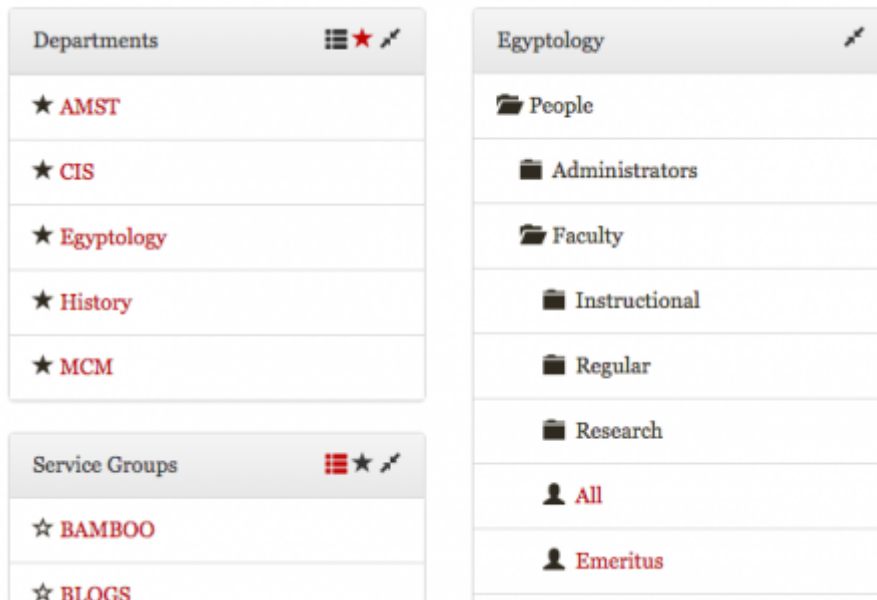 Departments
AMST
CIS
Egyptology
History
MCM
Service Groups
BAMBOO
BLOGS
Egyptology
People
Administrators
Faculty
Instructional
Regular
Research
All
Emeritus